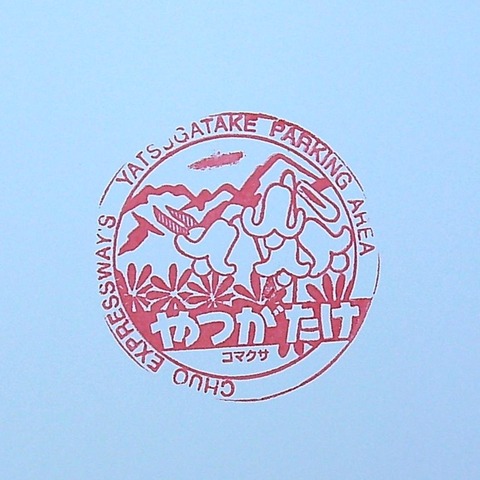 CHUO EXPRESSWAY'S YATSUGATAKE PARKING AREA
やつがたけ
コマクサ